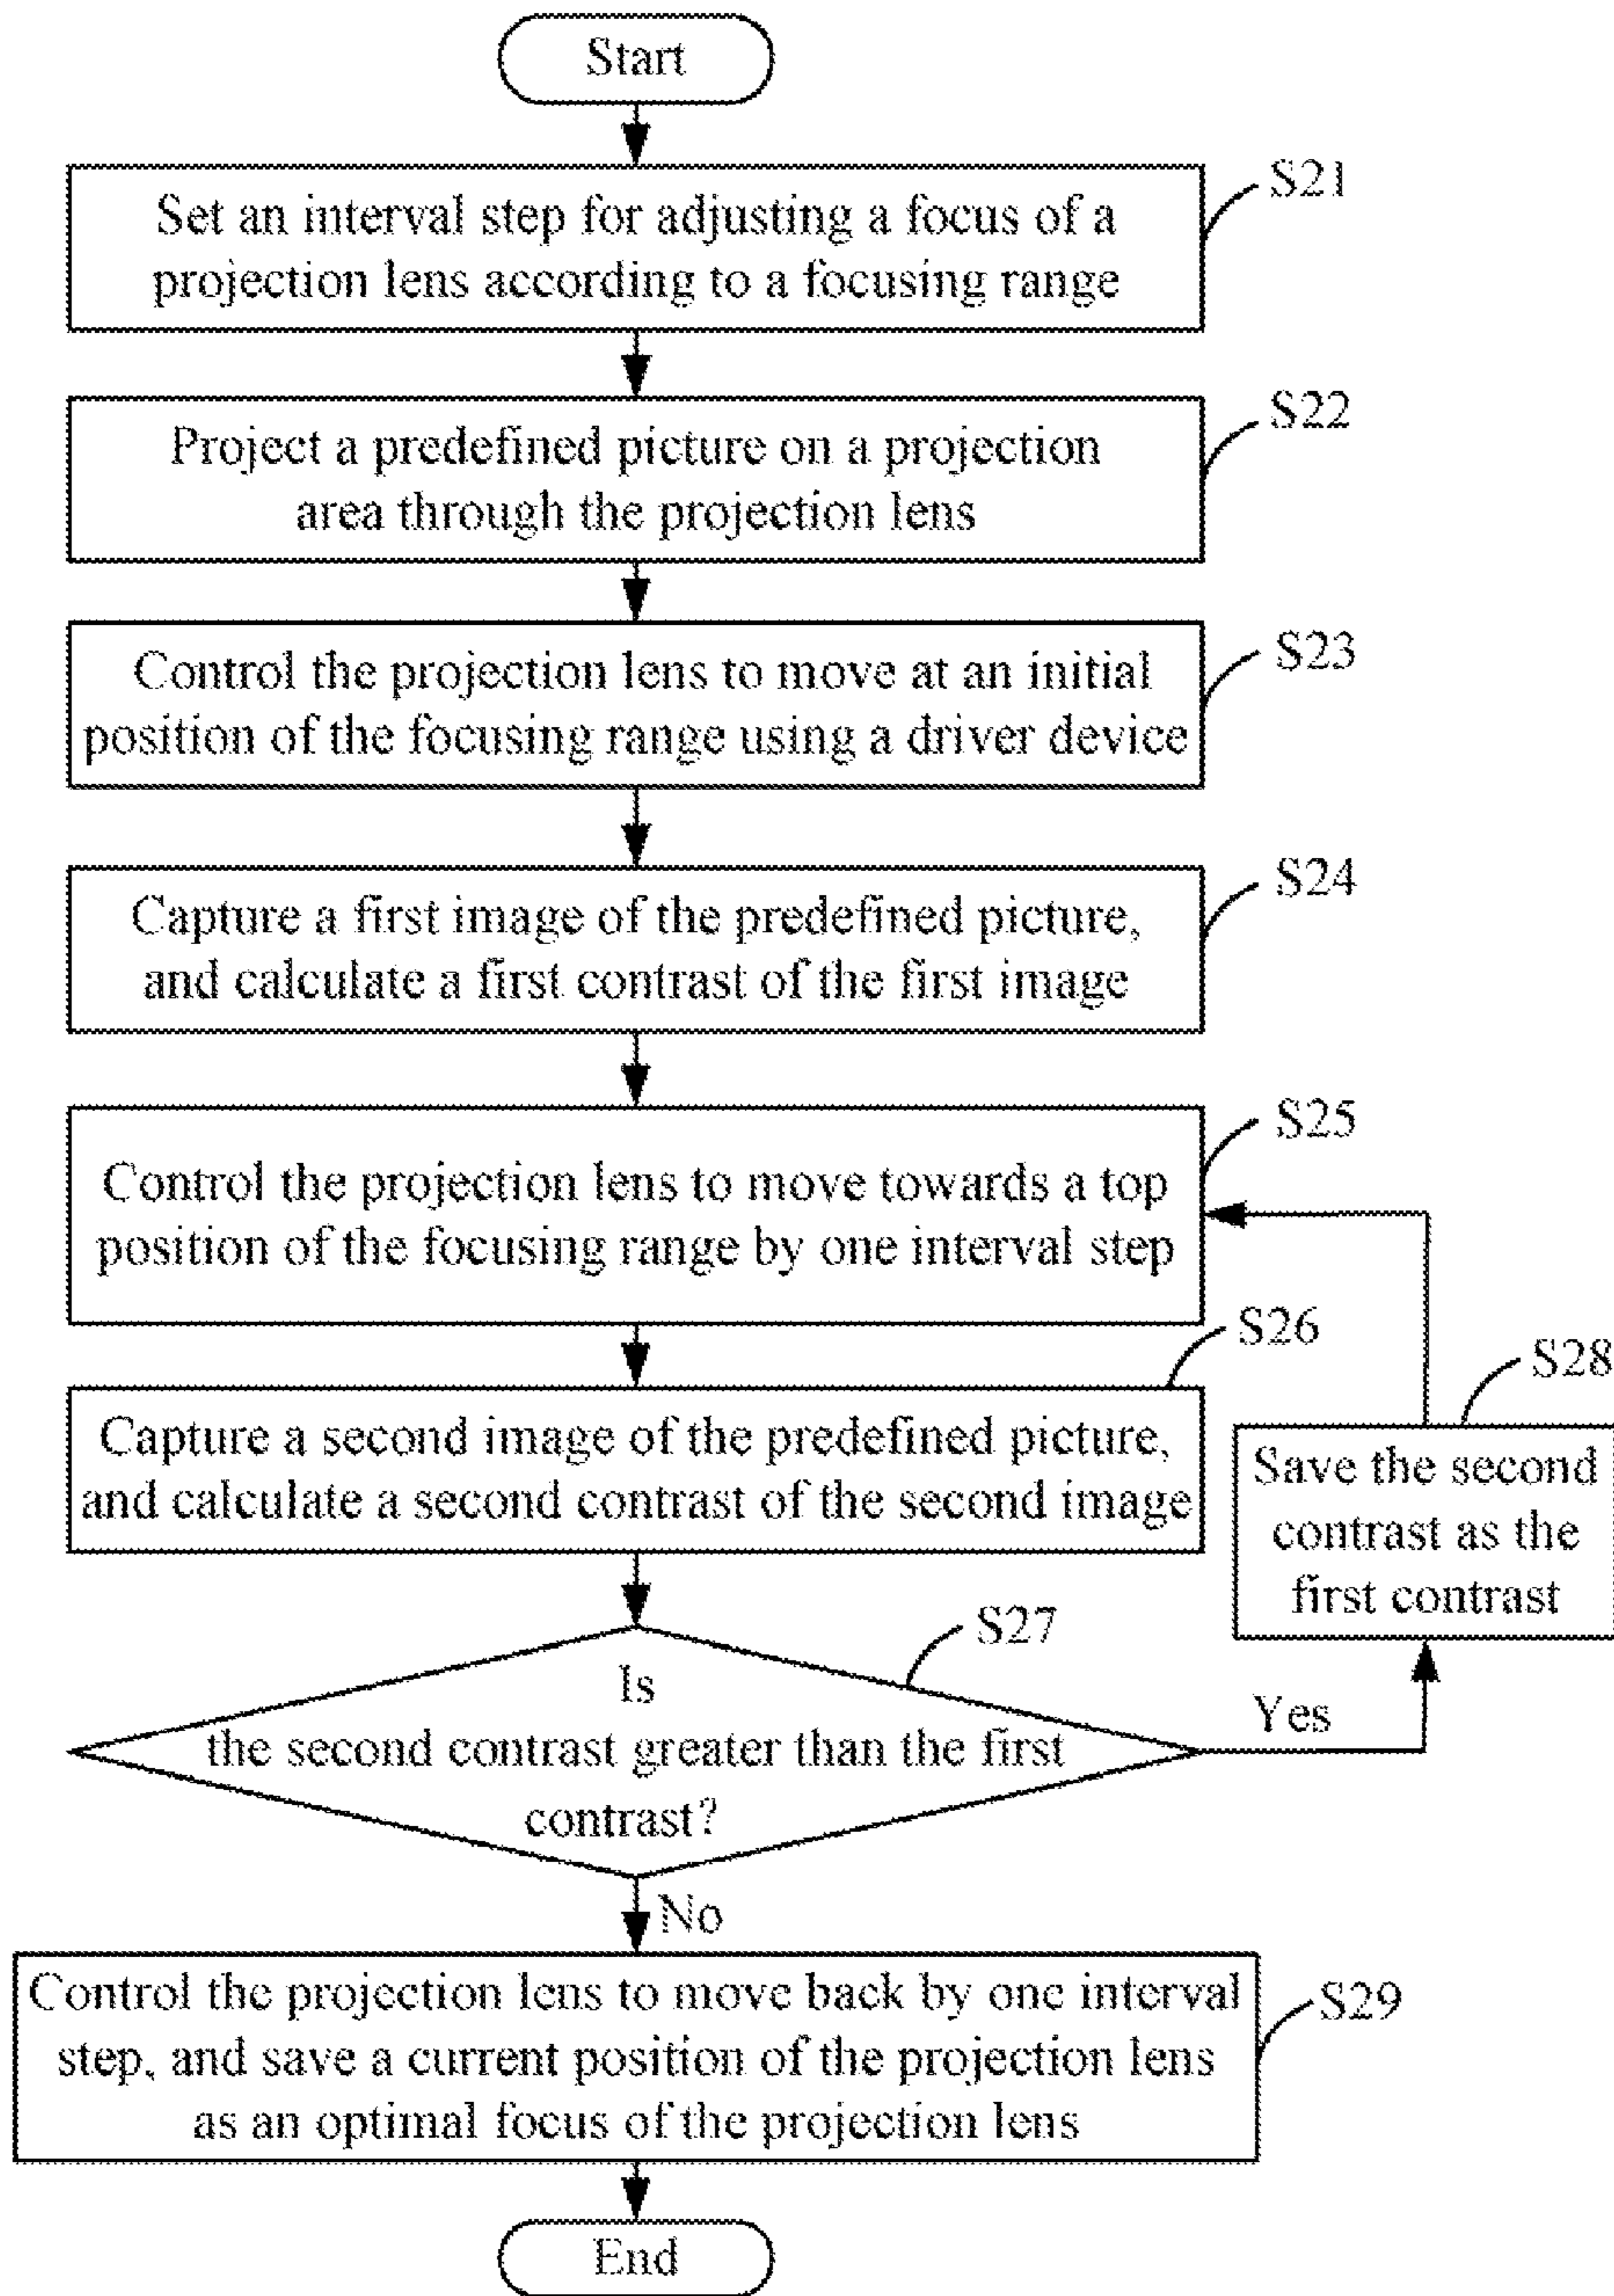 Start
S21
Set an interval step for adjusting a focus of a
projection lens according to a focusing range
S22
Project a predefined picture on a projection
area through the projection lens
S23
Control the projection lens to move at an initial
position of the focusing range using a driver device
S24
Capture a first image of the predefined picture,
and calculate a first contrast of the first image
S25
Control the projection lens to move towards a top
position of the focusing range by one interval step
S26
Capture a second image of the predefined picture,
and calculate a second contrast of the second image
S28
Save the second
contrast as the
first contrast
S27
Is
the second contrast greater than the first
contrast?
Yes
No
S29
Control the projection lens to move back by one interval
step, and save a current position of the projection lens
as an optimal focus of the projection lens
End